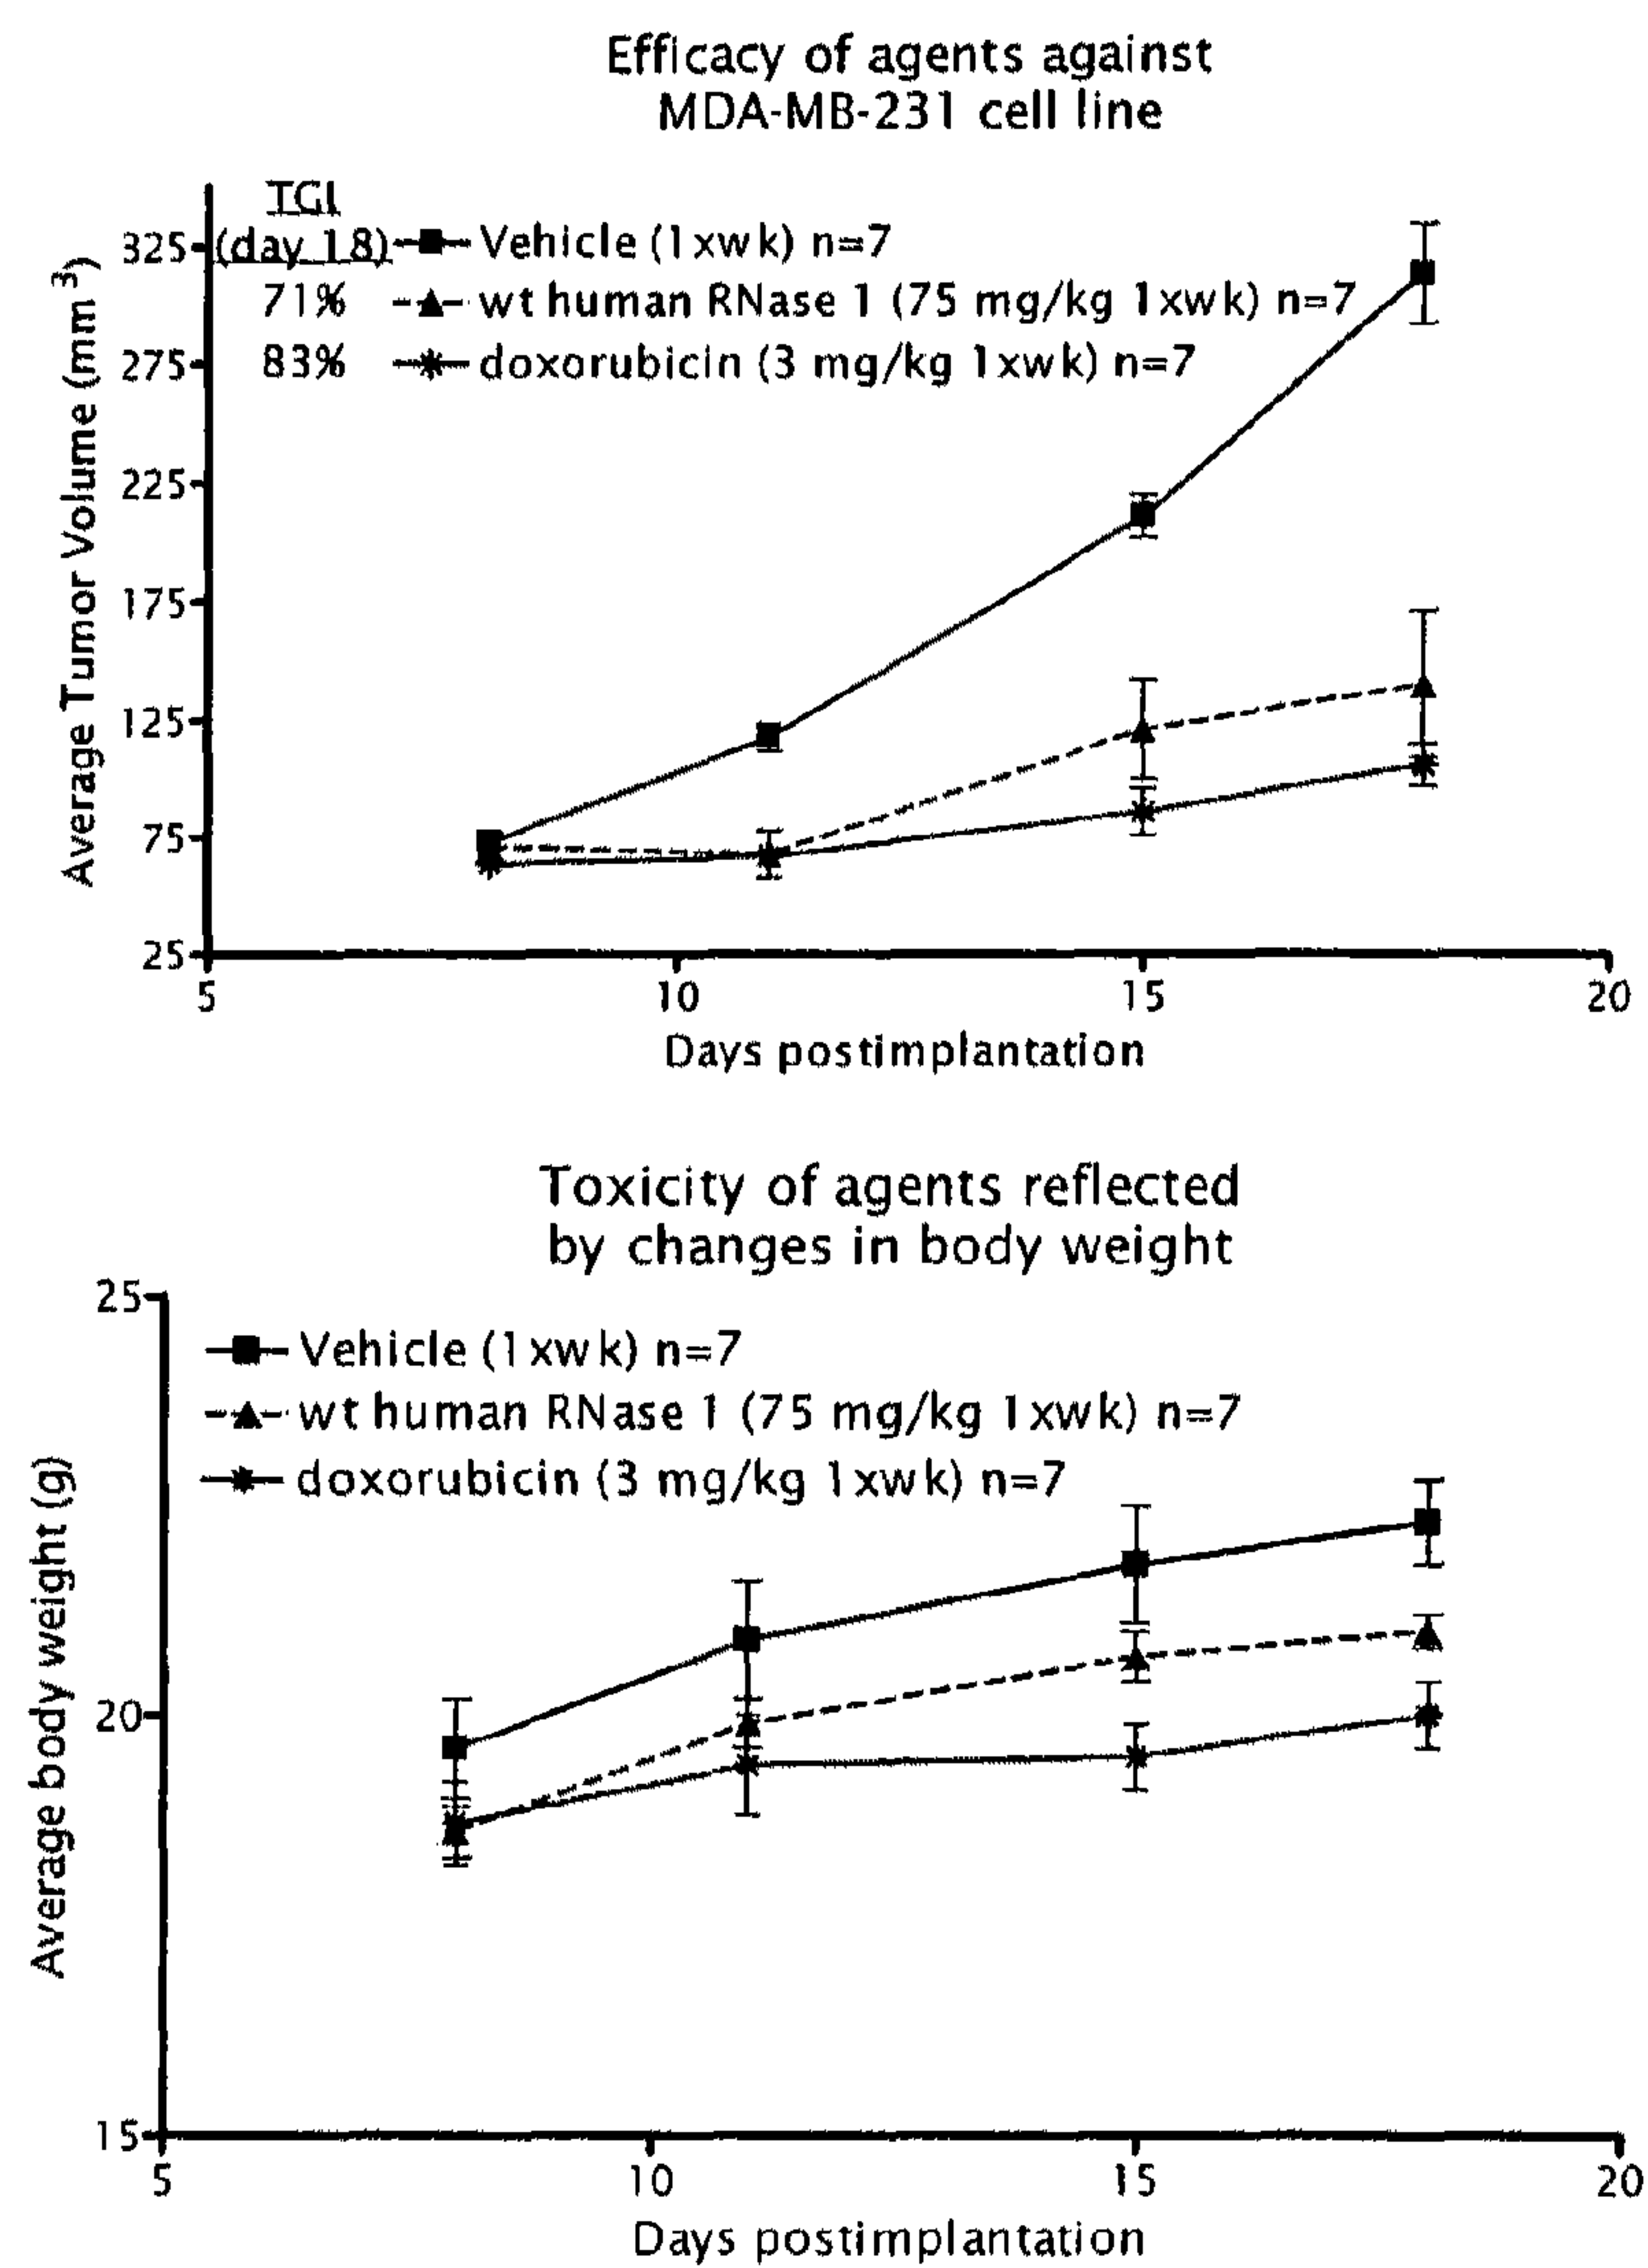 Efficacy of agents against
MDA-MB-231 cell line
TGI
(day 18)
Vehicle (1xwk) n=7
71% wt human RNase 1 (75 mg/kg 1xwk) n=7
83% doxorubicin (3 mg/kg 1xwk) n=7
Average Tumor Volume (mm³)
325
275
225
175
125
75
25
5 10 15 20
Days postimplantation
Toxicity of agents reflected
by changes in body weight
Vehicle (1xwk) n=7
wt human RNase 1 (75 mg/kg 1xwk) n=7
doxorubicin (3 mg/kg 1xwk) n=7
Average body weight (g)
25
20
15
5 10 15 20
Days postimplantation